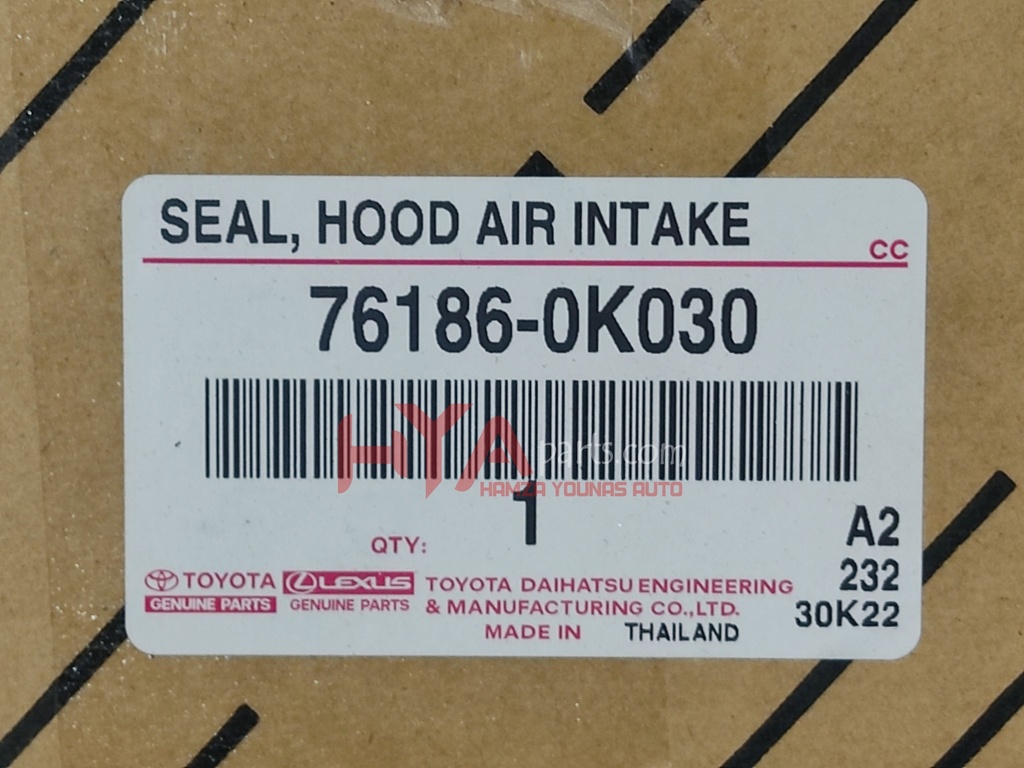 SEAL, HOOD AIR INTAKE
CC
76186-0K030
HYA parts.com
HAMZA YOUNAS AUTO
QTY: 1
A2
TOYOTA LEXUS TOYOTA DAIHATSU ENGINEERING 232
GENUINE PARTS GENUINE PARTS & MANUFACTURING CO.,LTD. 30K22
MADE IN THAILAND